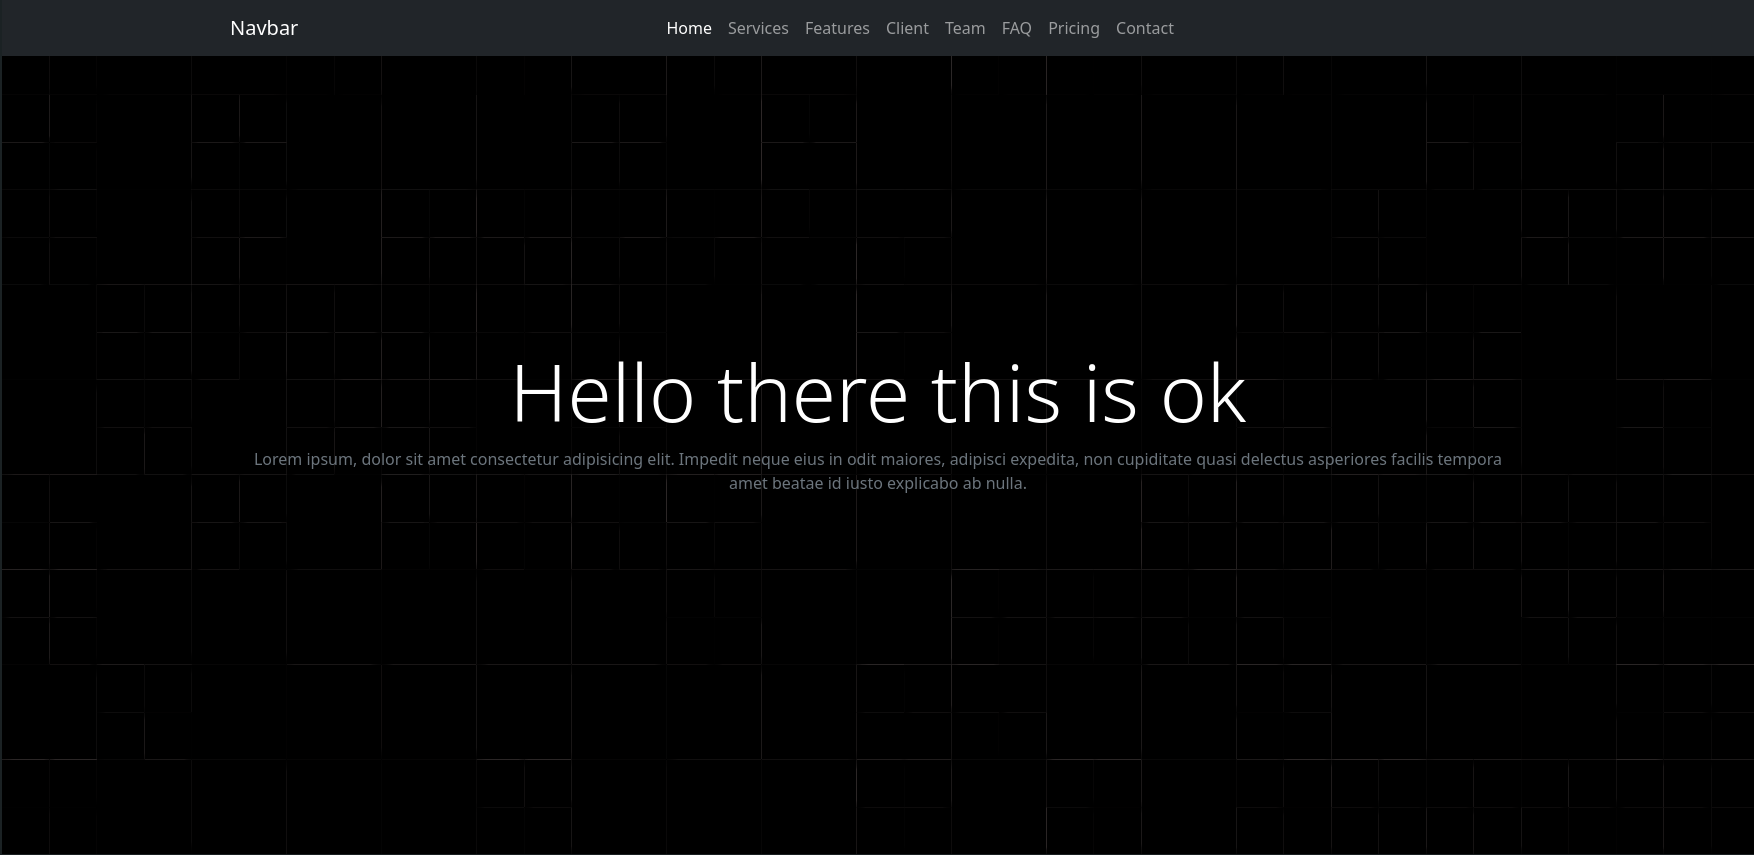 Navbar Home Services Features Client Team FAQ Pricing Contact
Hello there this is ok
Lorem ipsum, dolor sit amet consectetur adipisicing elit. Impedit neque eius in odit maiores, adipisci expedita, non cupiditate quasi delectus asperiores facilis tempora
amet beatae id iusto explicabo ab nulla.